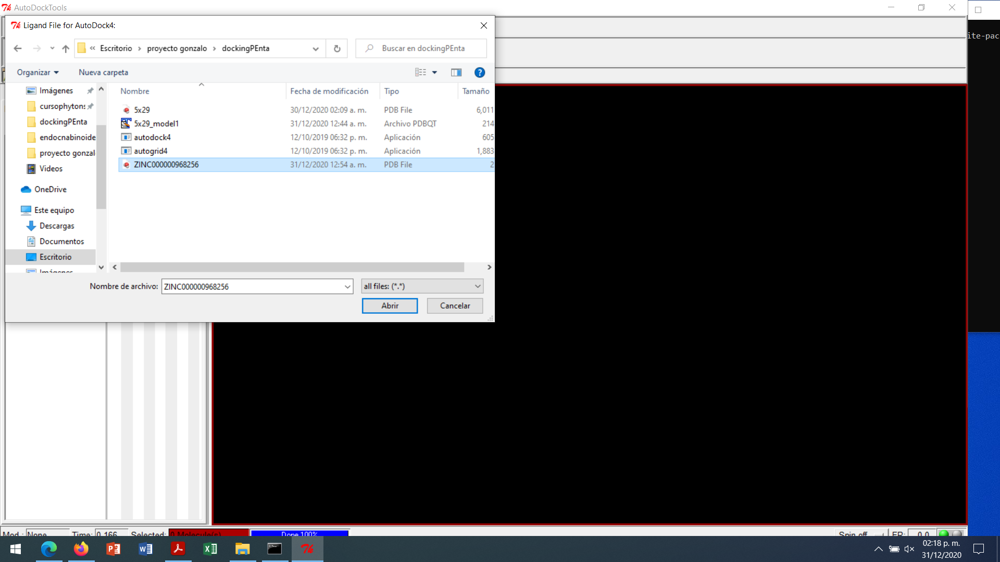 AutoDockTools
Ligand File for AutoDock4:
ite-pac
« Escritorio › proyecto gonzalo › dockingPEnta
Buscar en dockingPEnta
Organizar
Nueva carpeta
Nombre
Fecha de modificación
Tipo
Tamaño
5x29
30/12/2020 02:09 a. m.
PDB File
6,011
5x29_model1
31/12/2020 12:44 a. m.
Archivo PDBQT
214
autodock4
12/10/2019 06:32 p. m.
Aplicación
605
autogrid4
12/10/2019 06:32 p. m.
Aplicación
1,883
ZINC000000968256
31/12/2020 12:54 a. m.
PDB File
2
Imágenes
cursophytons
dockingPEnta
endocnabinoide
proyecto gonzal
Videos
OneDrive
Este equipo
Descargas
Documentos
Escritorio
Imágenes
Nombre de archivo:
ZINC000000968256
all files: (*.*)
Abrir
Cancelar
Mod.: None
Time: 0.166
Selected: 0 Molecule(s)
Done 100%
Spin off
FR: 0.0
02:18 p. m.
31/12/2020